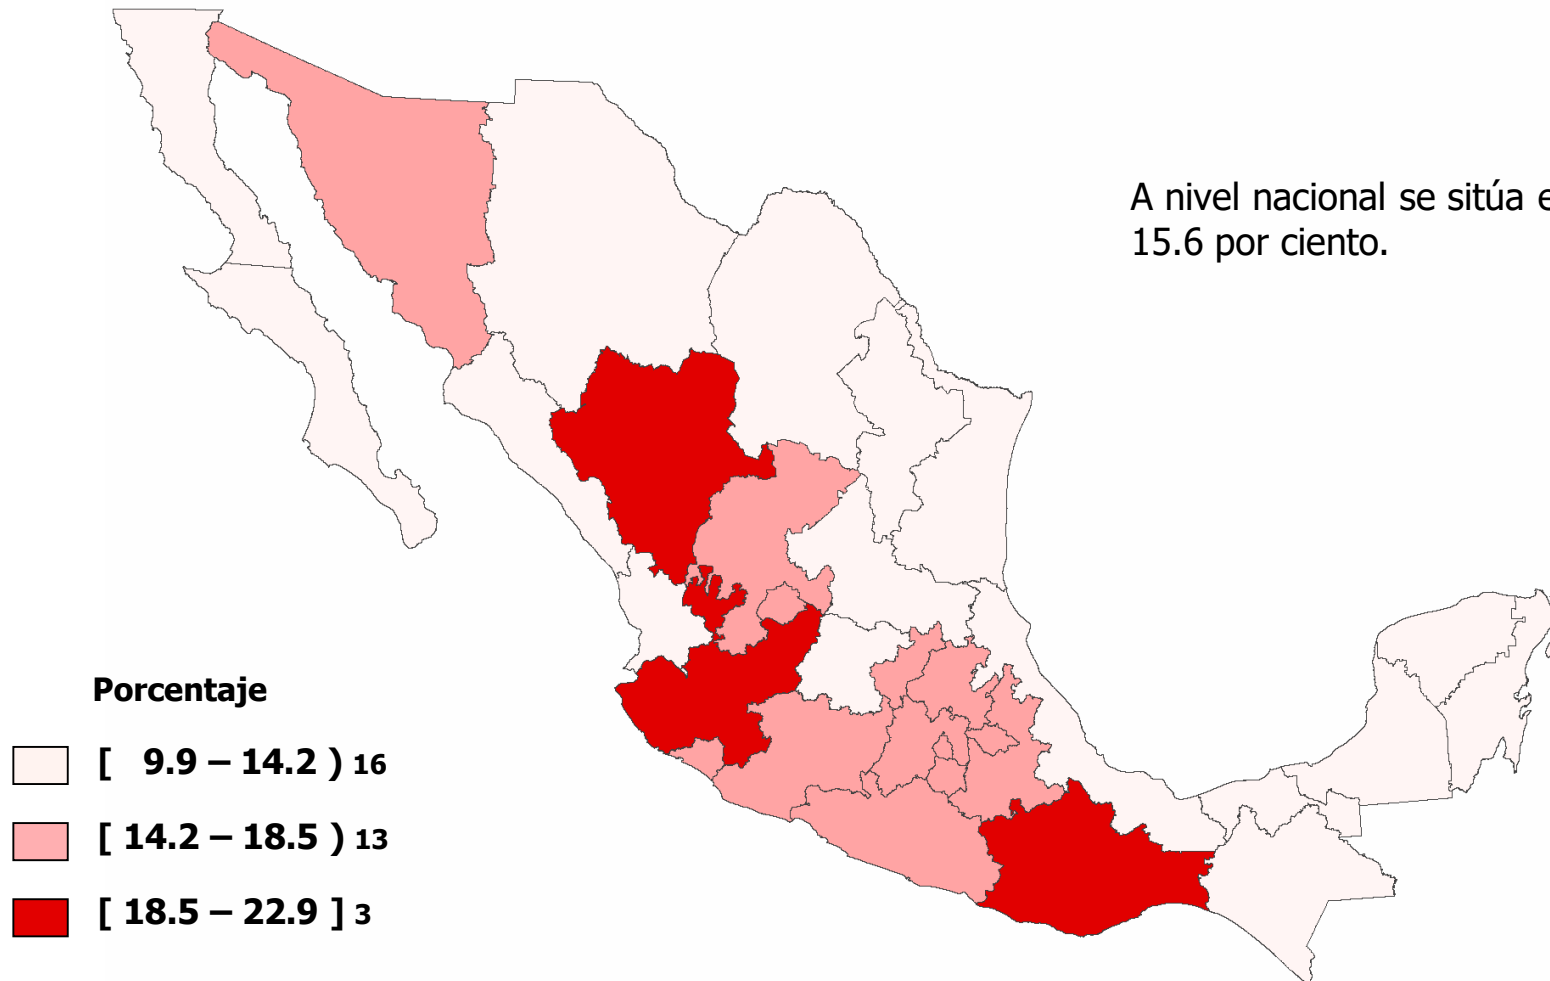 A nivel nacional se sitúa e
15.6 por ciento.
Porcentaje
[ 9.9 – 14.2 ) 16
[ 14.2 – 18.5 ) 13
[ 18.5 – 22.9 ] 3